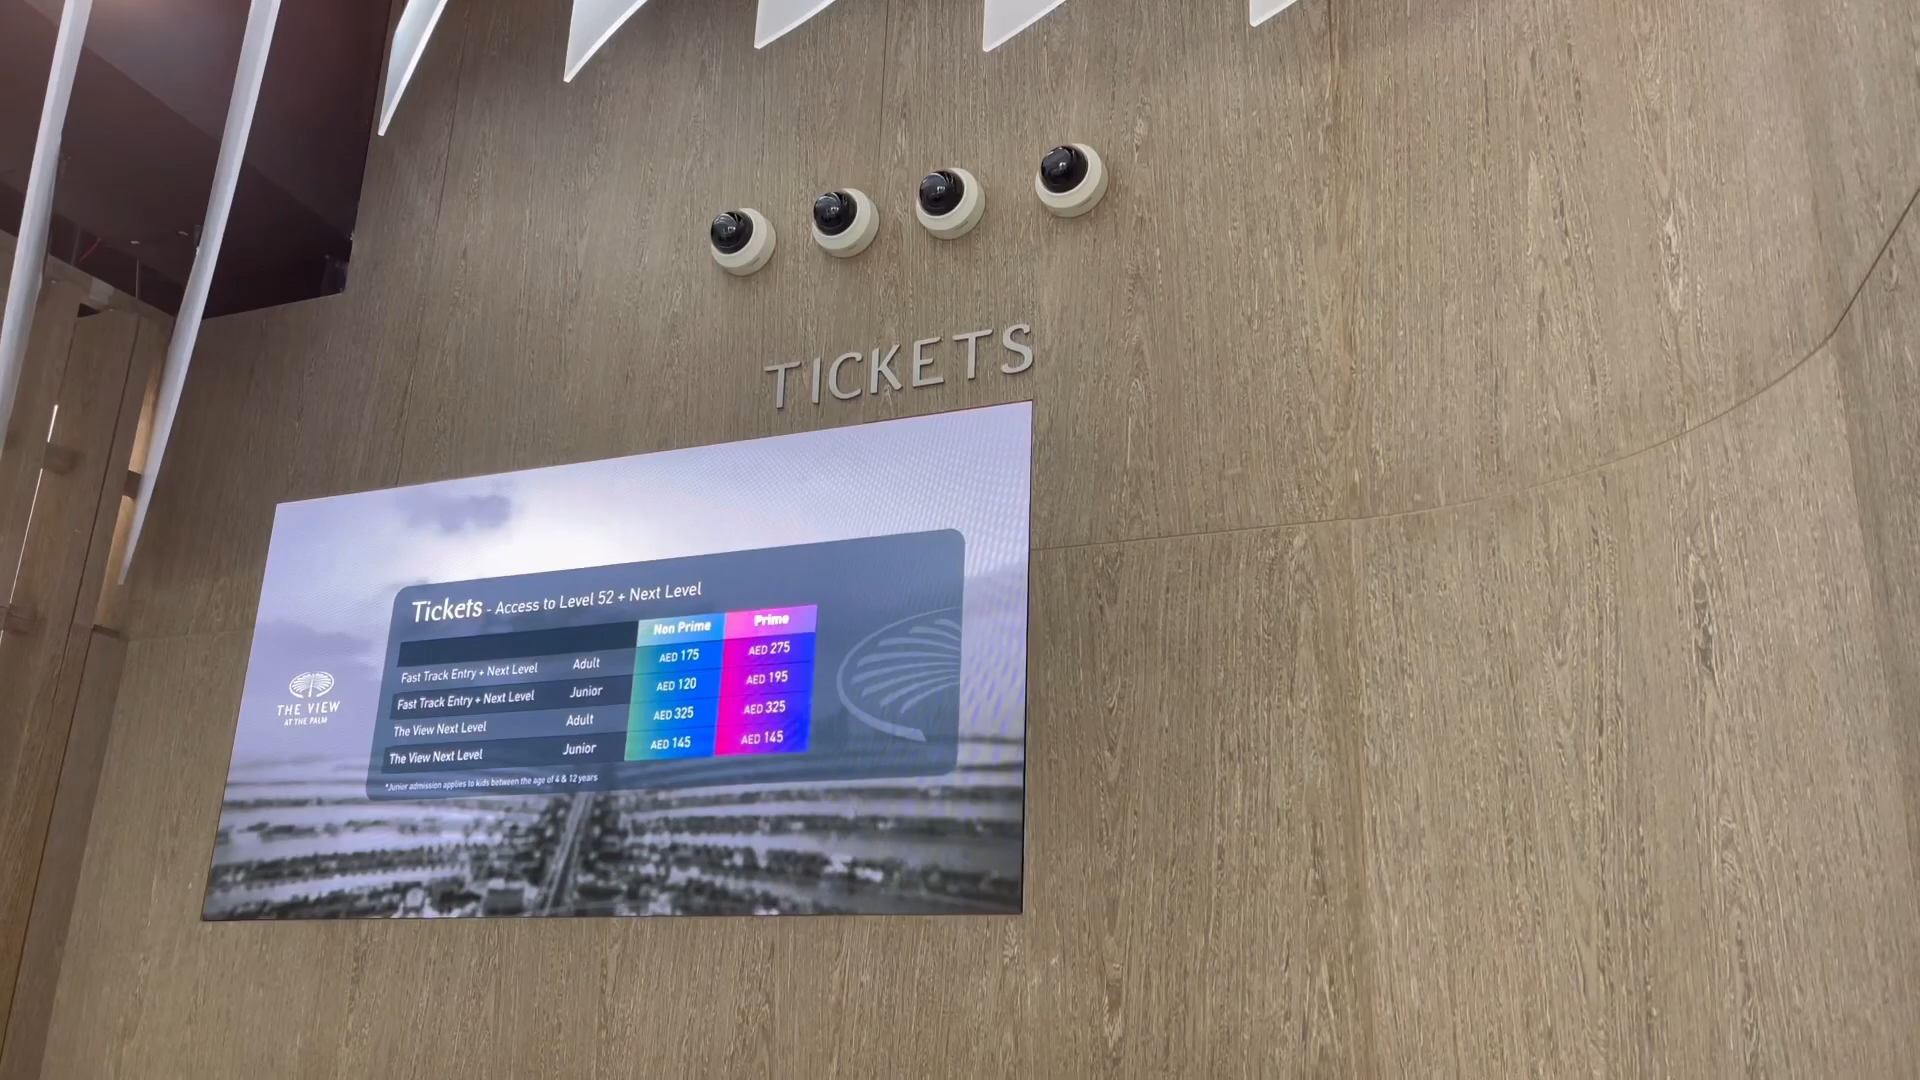 TICKETS
Tickets - Access to Level 52 + Next Level
Non Prime Prime
Fast Track Entry + Next Level Adult AED 175 AED 275
Fast Track Entry + Next Level Junior AED 120 AED 195
The View Next Level Adult AED 325 AED 325
The View Next Level Junior AED 145 AED 145
*Junior admission applies to kids between the age of 4 & 12 years
THE VIEW
AT THE PALM